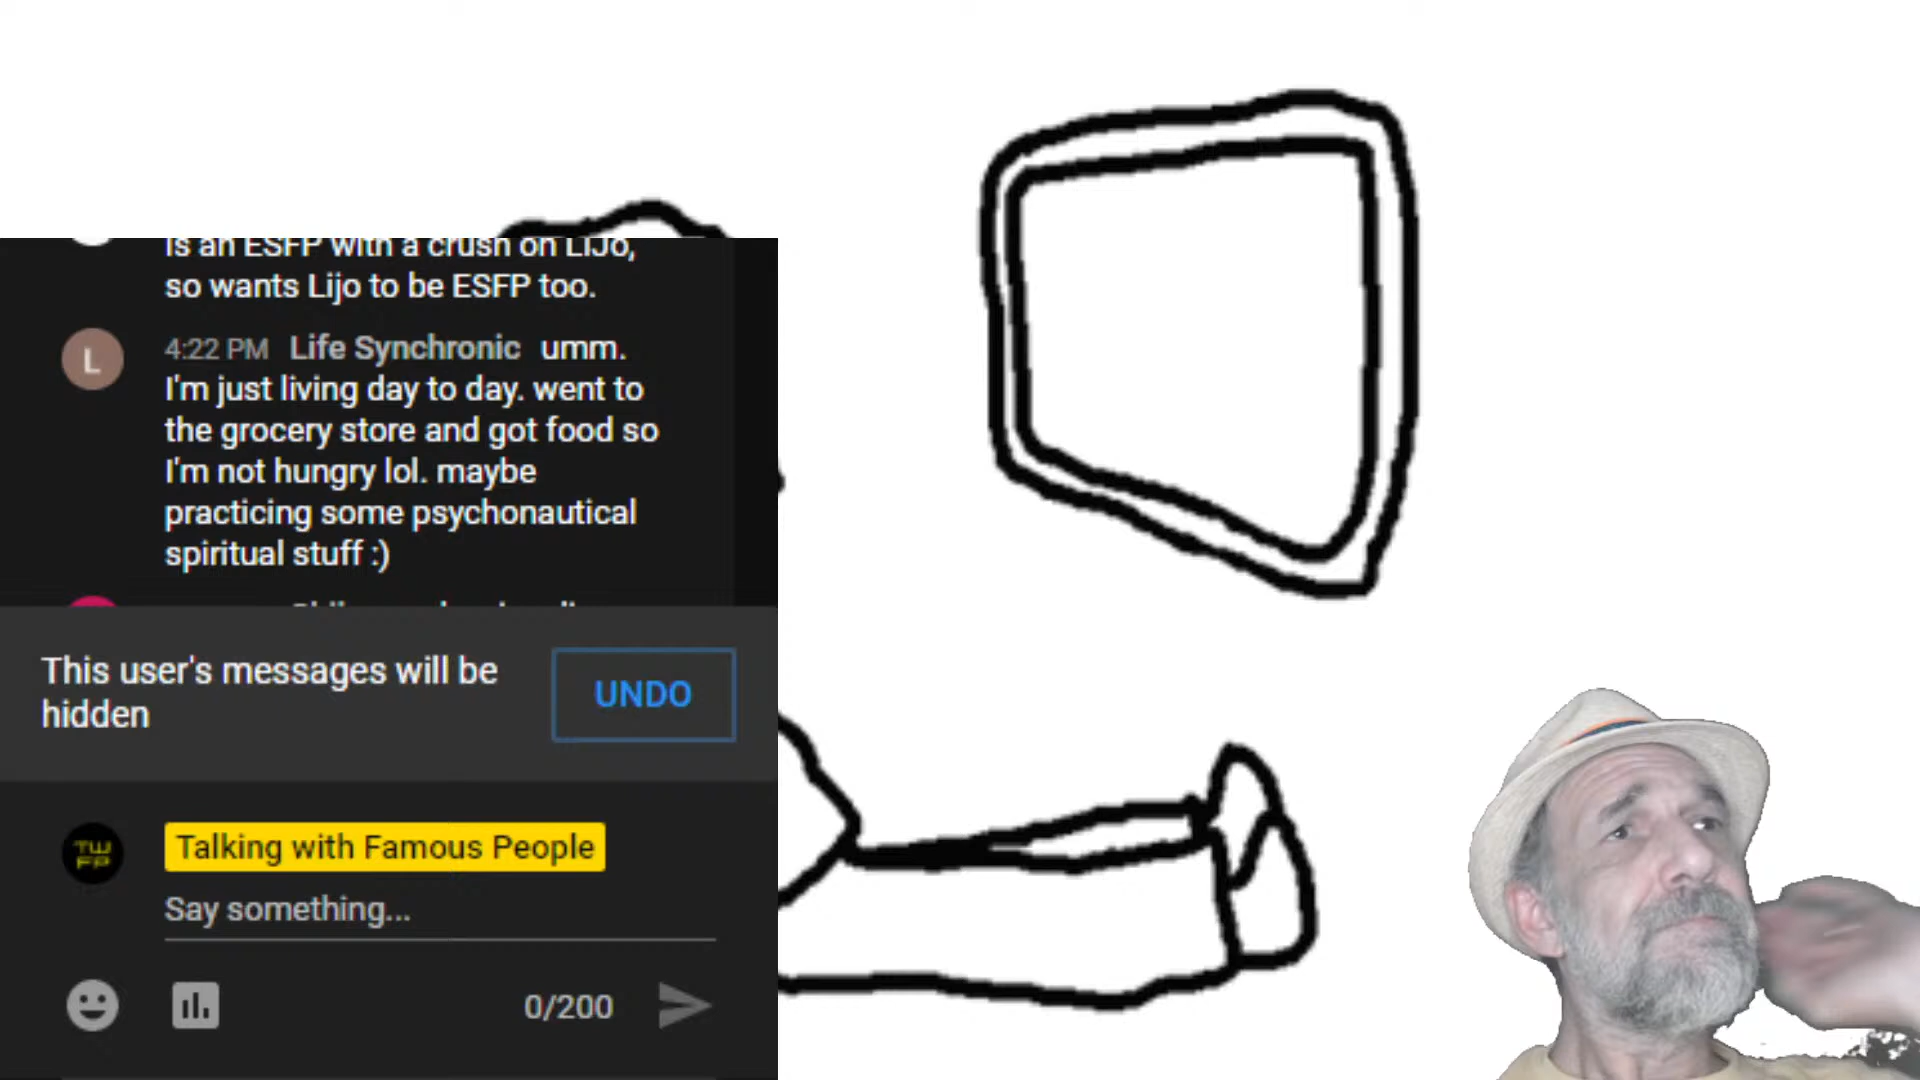 is an ESFP with a crush on LiJo,
so wants Lijo to be ESFP too.
L
4:22 PM Life Synchronic umm.
I'm just living day to day. went to
the grocery store and got food so
I'm not hungry lol. maybe
practicing some psychonautical
spiritual stuff :)
This user's messages will be
hidden
UNDO
TW
FP
Talking with Famous People
Say something...
0/200